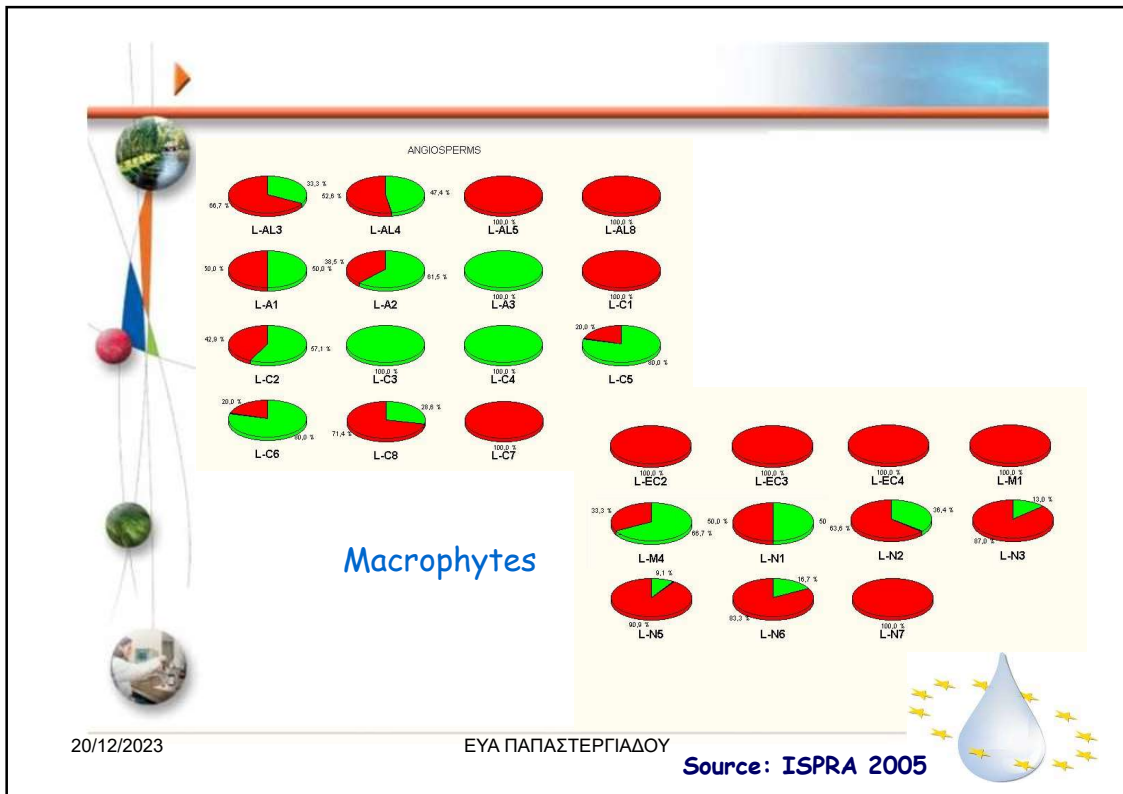 ANGIOSPERMS
33,3 %
66,7 %
L-AL3
52,6 %
47,4 %
L-AL4
100,0 %
L-AL5
100,0 %
L-AL8
50,0 %
50,0 %
L-A1
38,5 %
61,5 %
L-A2
100,0 %
L-A3
100,0 %
L-C1
42,9 %
57,1 %
L-C2
100,0 %
L-C3
100,0 %
L-C4
20,0 %
80,0 %
L-C5
20,0 %
80,0 %
L-C6
28,6 %
71,4 %
L-C8
100,0 %
L-C7
100,0 %
L-EC2
100,0 %
L-EC3
100,0 %
L-EC4
100,0 %
L-M1
33,3 %
66,7 %
L-M4
50,0 %
50
L-N1
63,6 %
36,4 %
L-N2
13,0 %
87,0 %
L-N3
Macrophytes
9,1 %
90,9 %
L-N5
16,7 %
83,3 %
L-N6
100,0 %
L-N7
20/12/2023
ΕΥΑ ΠΑΠΑΣΤΕΡΓΙΑΔΟΥ
Source: ISPRA 2005